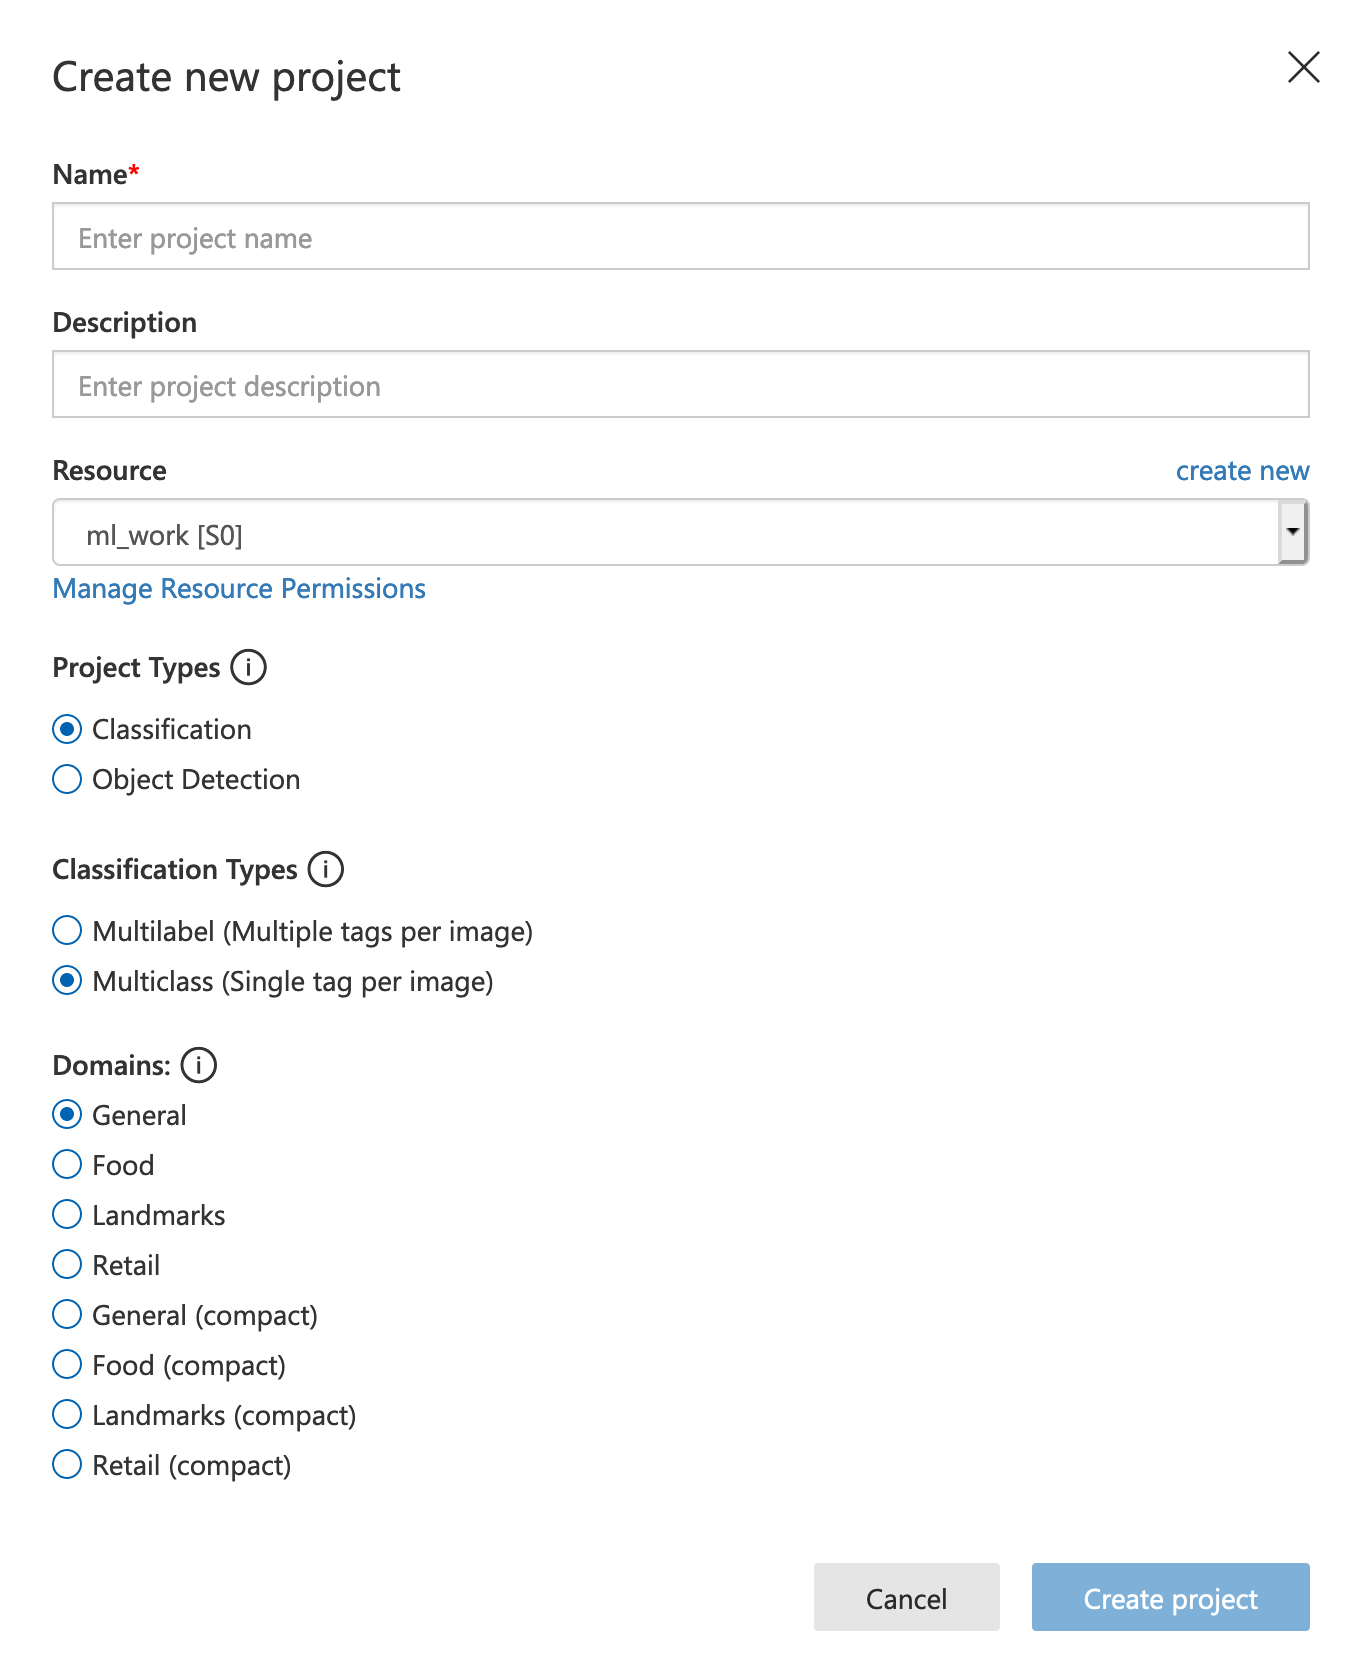 Create new project
Name*
Enter project name
Description
Enter project description
Resource
create new
ml_work [S0]
Manage Resource Permissions
Project Types
Classification
Object Detection
Classification Types
Multilabel (Multiple tags per image)
Multiclass (Single tag per image)
Domains:
General
Food
Landmarks
Retail
General (compact)
Food (compact)
Landmarks (compact)
Retail (compact)
Cancel
Create project